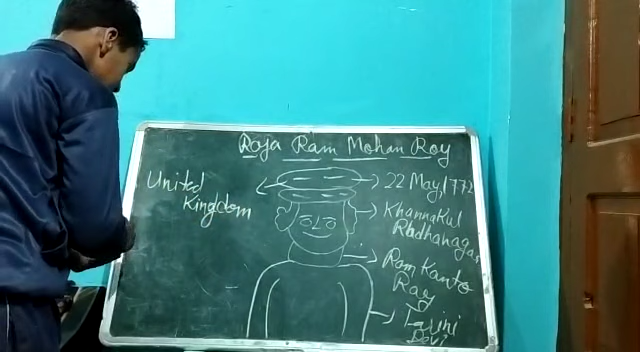 Raja Ram Mohan Roy
United
Kingdom
22 May, 1772
Khannakul
Radhanagar
Ram Kanto
Ray
Tarini
Devi